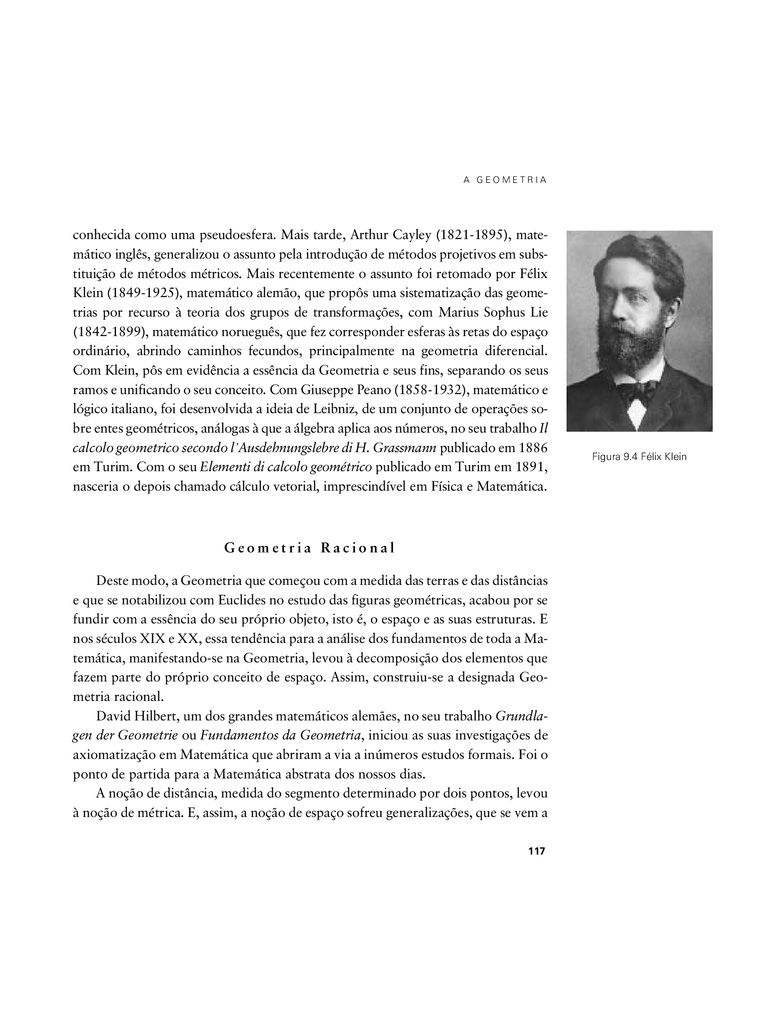 A GEOMETRIA
conhecida como uma pseudoesfera. Mais tarde, Arthur Cayley (1821-1895), mate-
mático inglês, generalizou o assunto pela introdução de métodos projetivos em subs-
tituição de métodos métricos. Mais recentemente o assunto foi retomado por Félix
Klein (1849-1925), matemático alemão, que propôs uma sistematização das geome-
trias por recurso à teoria dos grupos de transformações, com Marius Sophus Lie
(1842-1899), matemático norueguês, que fez corresponder esferas às retas do espaço
ordinário, abrindo caminhos fecundos, principalmente na geometria diferencial.
Com Klein, pôs em evidência a essência da Geometria e seus fins, separando os seus
ramos e unificando o seu conceito. Com Giuseppe Peano (1858-1932), matemático e
lógico italiano, foi desenvolvida a ideia de Leibniz, de um conjunto de operações so-
bre entes geométricos, análogas à que a álgebra aplica aos números, no seu trabalho Il
calcolo geometrico secondo l'Ausdehnungslebre di H. Grassmann publicado em 1886
em Turim. Com o seu Elementi di calcolo geométrico publicado em Turim em 1891,
nasceria o depois chamado cálculo vetorial, imprescindível em Física e Matemática.
Figura 9.4 Félix Klein
Geometria Racional
Deste modo, a Geometria que começou com a medida das terras e das distâncias
e que se notabilizou com Euclides no estudo das figuras geométricas, acabou por se
fundir com a essência do seu próprio objeto, isto é, o espaço e as suas estruturas. E
nos séculos XIX e XX, essa tendência para a análise dos fundamentos de toda a Ma-
temática, manifestando-se na Geometria, levou à decomposição dos elementos que
fazem parte do próprio conceito de espaço. Assim, construiu-se a designada Geo-
metria racional.
David Hilbert, um dos grandes matemáticos alemães, no seu trabalho Grundla-
gen der Geometrie ou Fundamentos da Geometria, iniciou as suas investigações de
axiomatização em Matemática que abriram a via a inúmeros estudos formais. Foi o
ponto de partida para a Matemática abstrata dos nossos dias.
A noção de distância, medida do segmento determinado por dois pontos, levou
à noção de métrica. E, assim, a noção de espaço sofreu generalizações, que se vem a
117